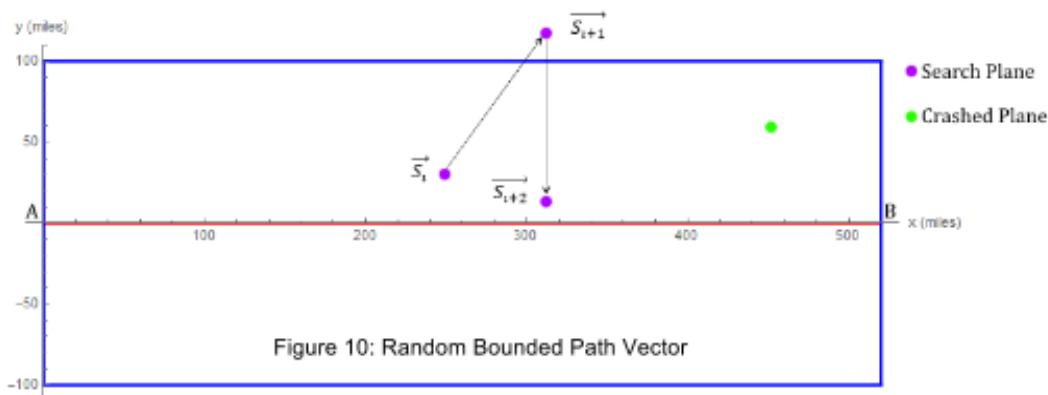 y (miles)
S_{i+1}
100
Search Plane
Crashed Plane
50
S_i
S_{i+2}
A
B
x (miles)
100
200
300
400
500
−50
Figure 10: Random Bounded Path Vector
−100